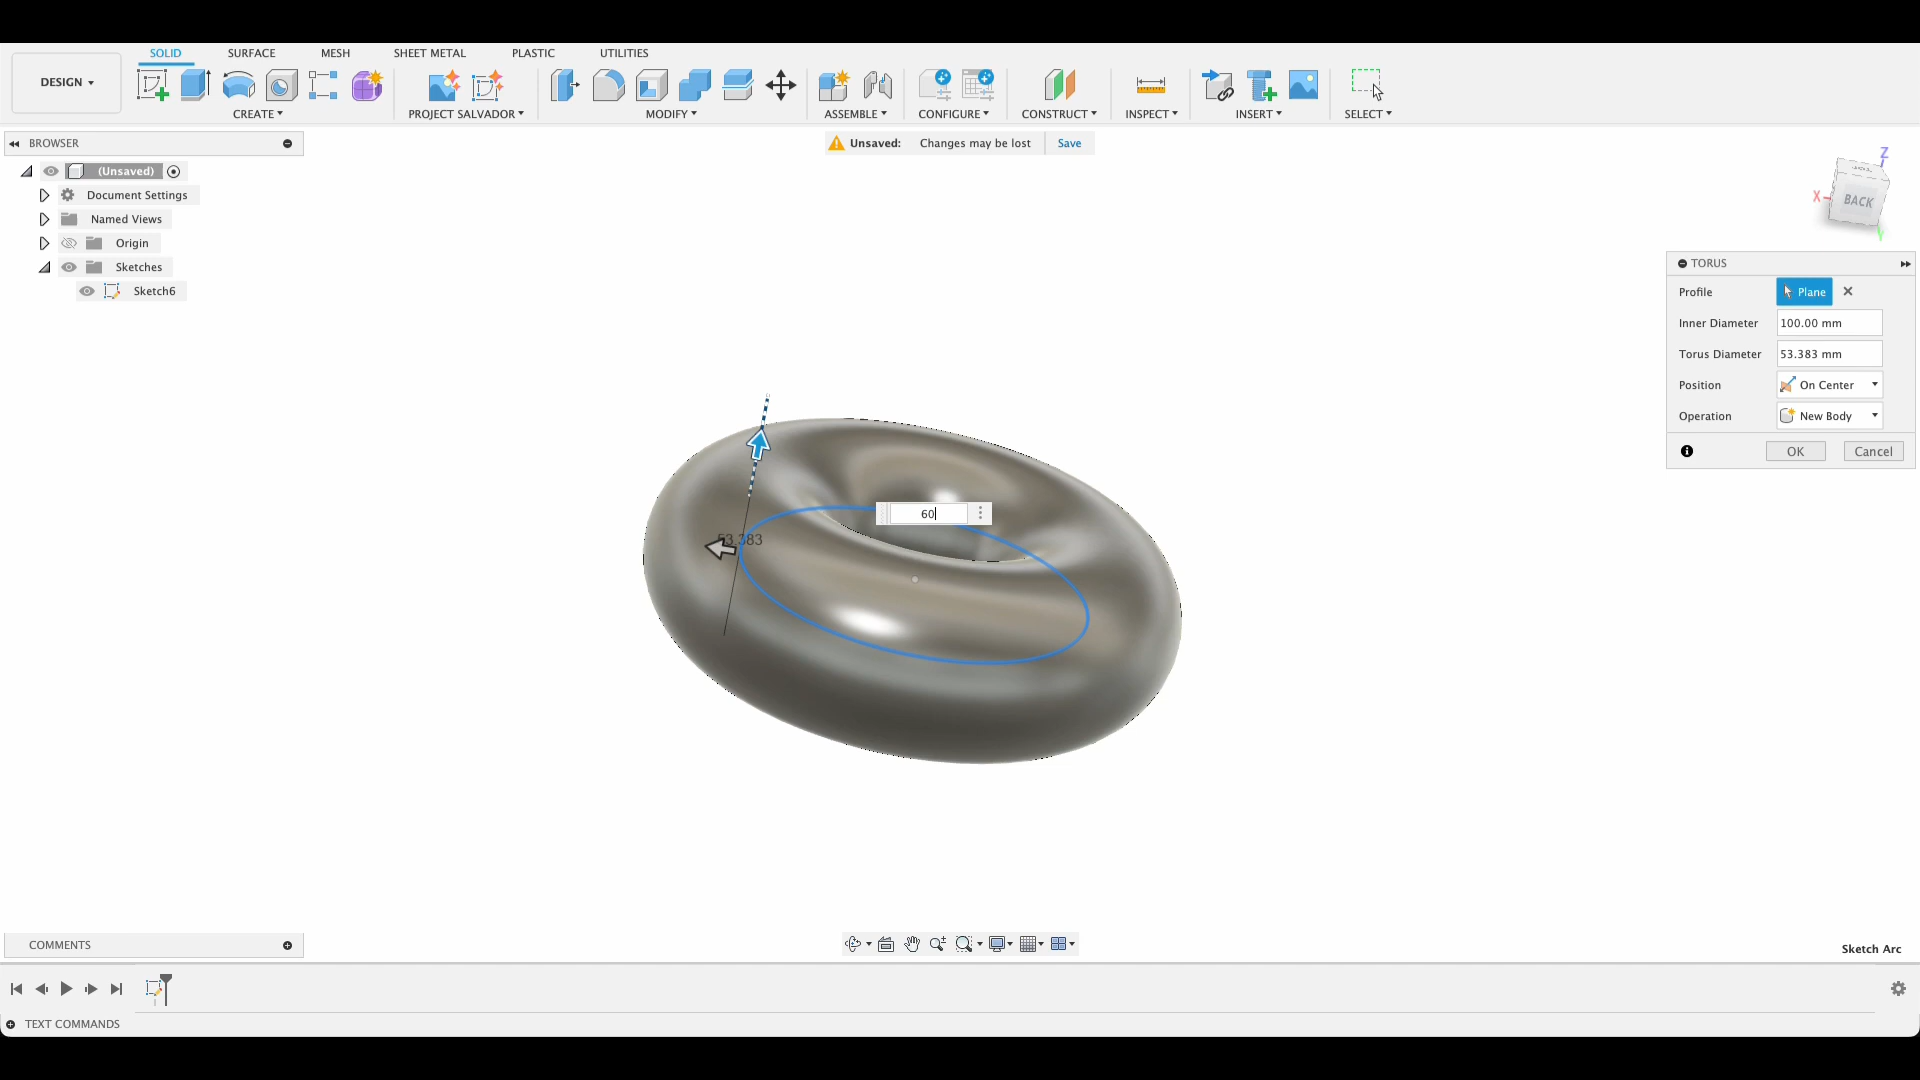 SOLID SURFACE MESH SHEET METAL PLASTIC UTILITIES
DESIGN
CREATE PROJECT SALVADOR MODIFY ASSEMBLE CONFIGURE CONSTRUCT INSPECT INSERT SELECT
BROWSER
Unsaved: Changes may be lost Save
(Unsaved)
Document Settings
Named Views
Origin
Sketches
Sketch6
Z
X
TOP
BACK
Y
TORUS
Profile Plane
Inner Diameter 100.00 mm
Torus Diameter 53.383 mm
Position On Center
Operation New Body
OK Cancel
60
53.383
COMMENTS
Sketch Arc
TEXT COMMANDS